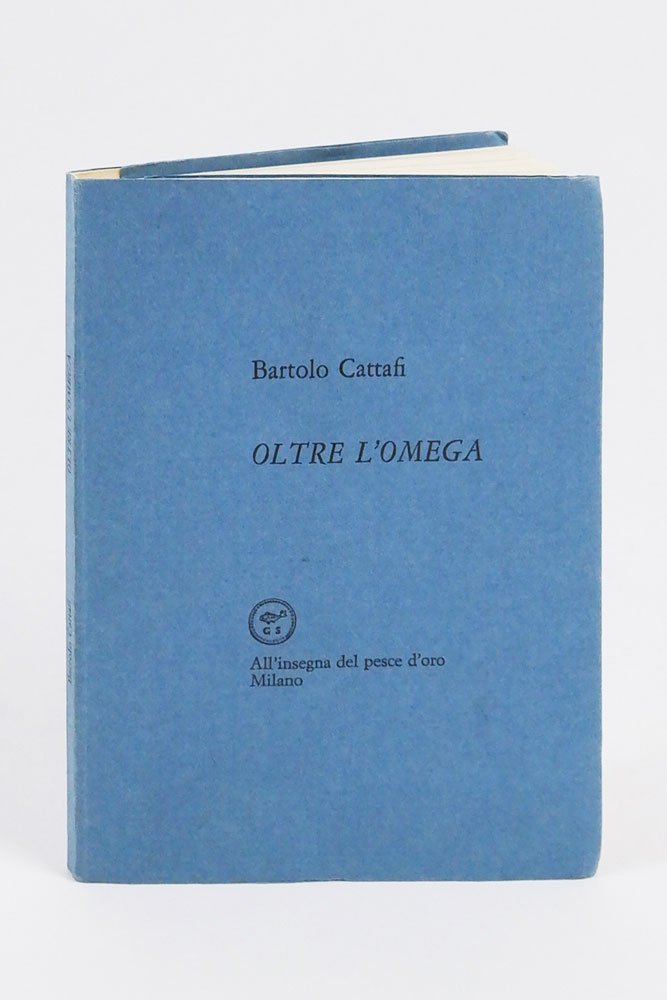 Bartolo Cattafi
OLTRE L'OMEGA
G S
All'insegna del pesce d'oro
Milano